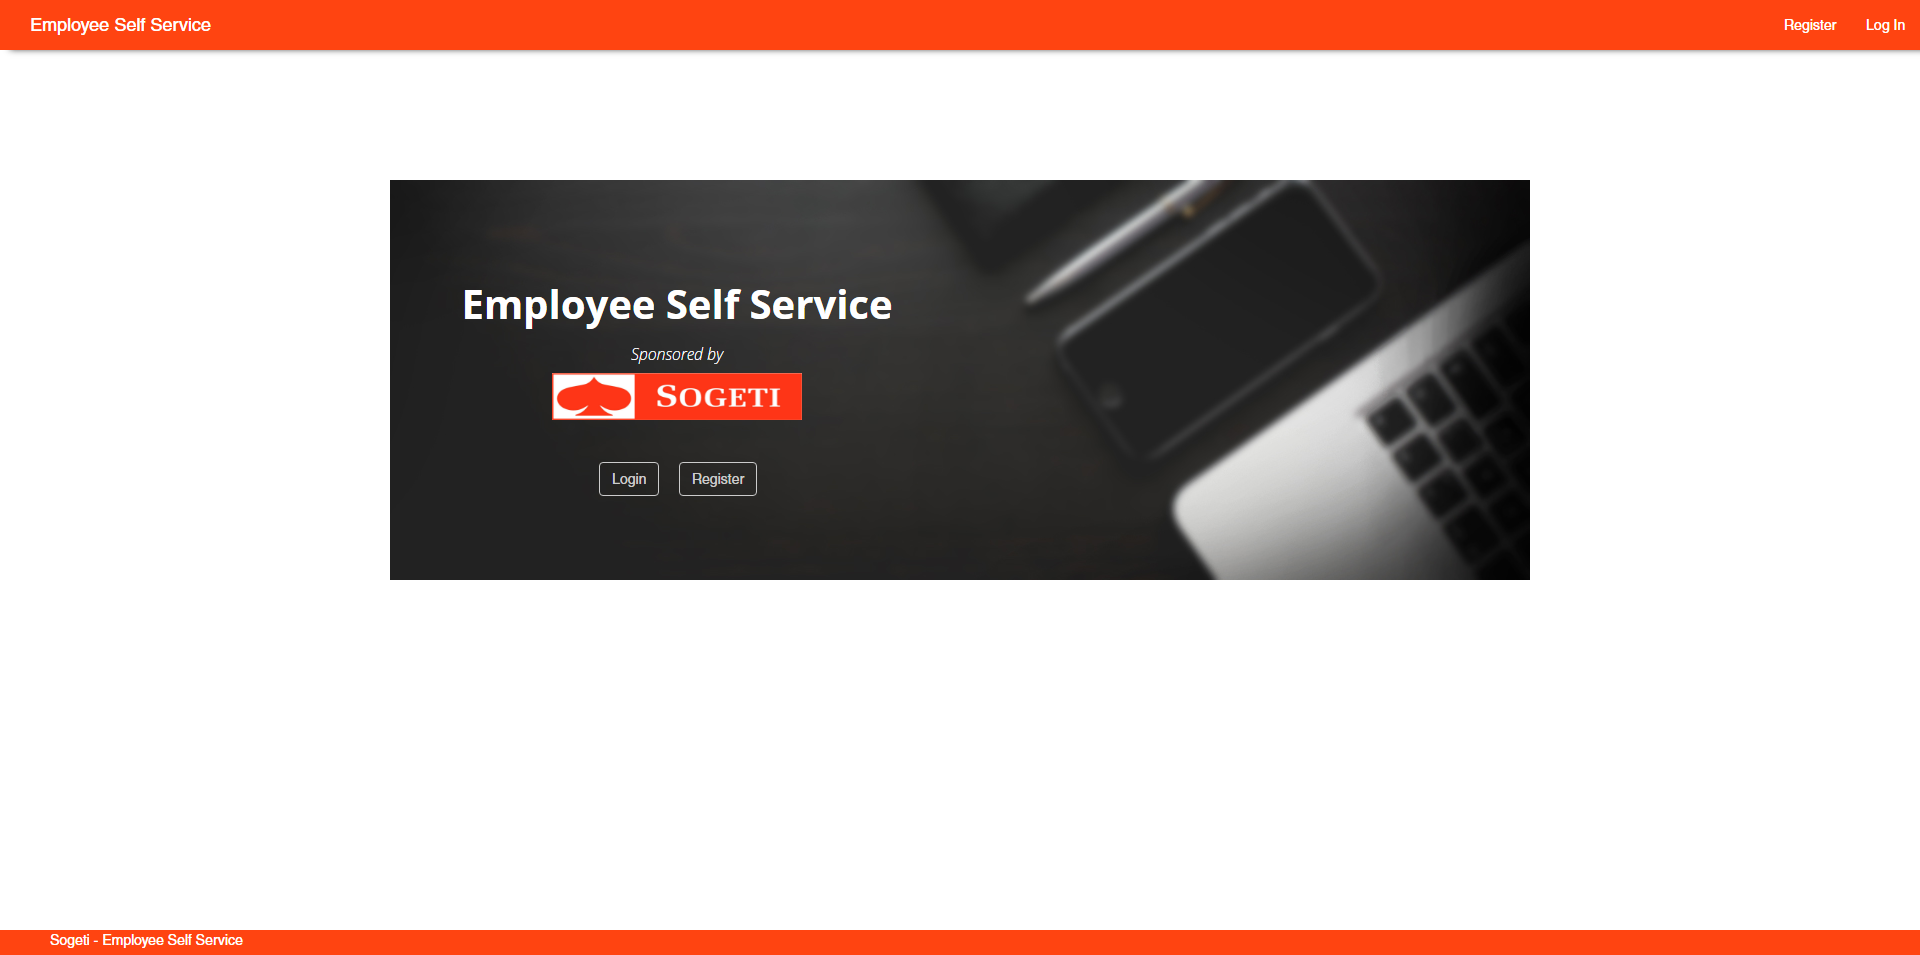 Employee Self Service
Register
Log In
Employee Self Service
Sponsored by
SOGETI
Login
Register
Sogeti - Employee Self Service